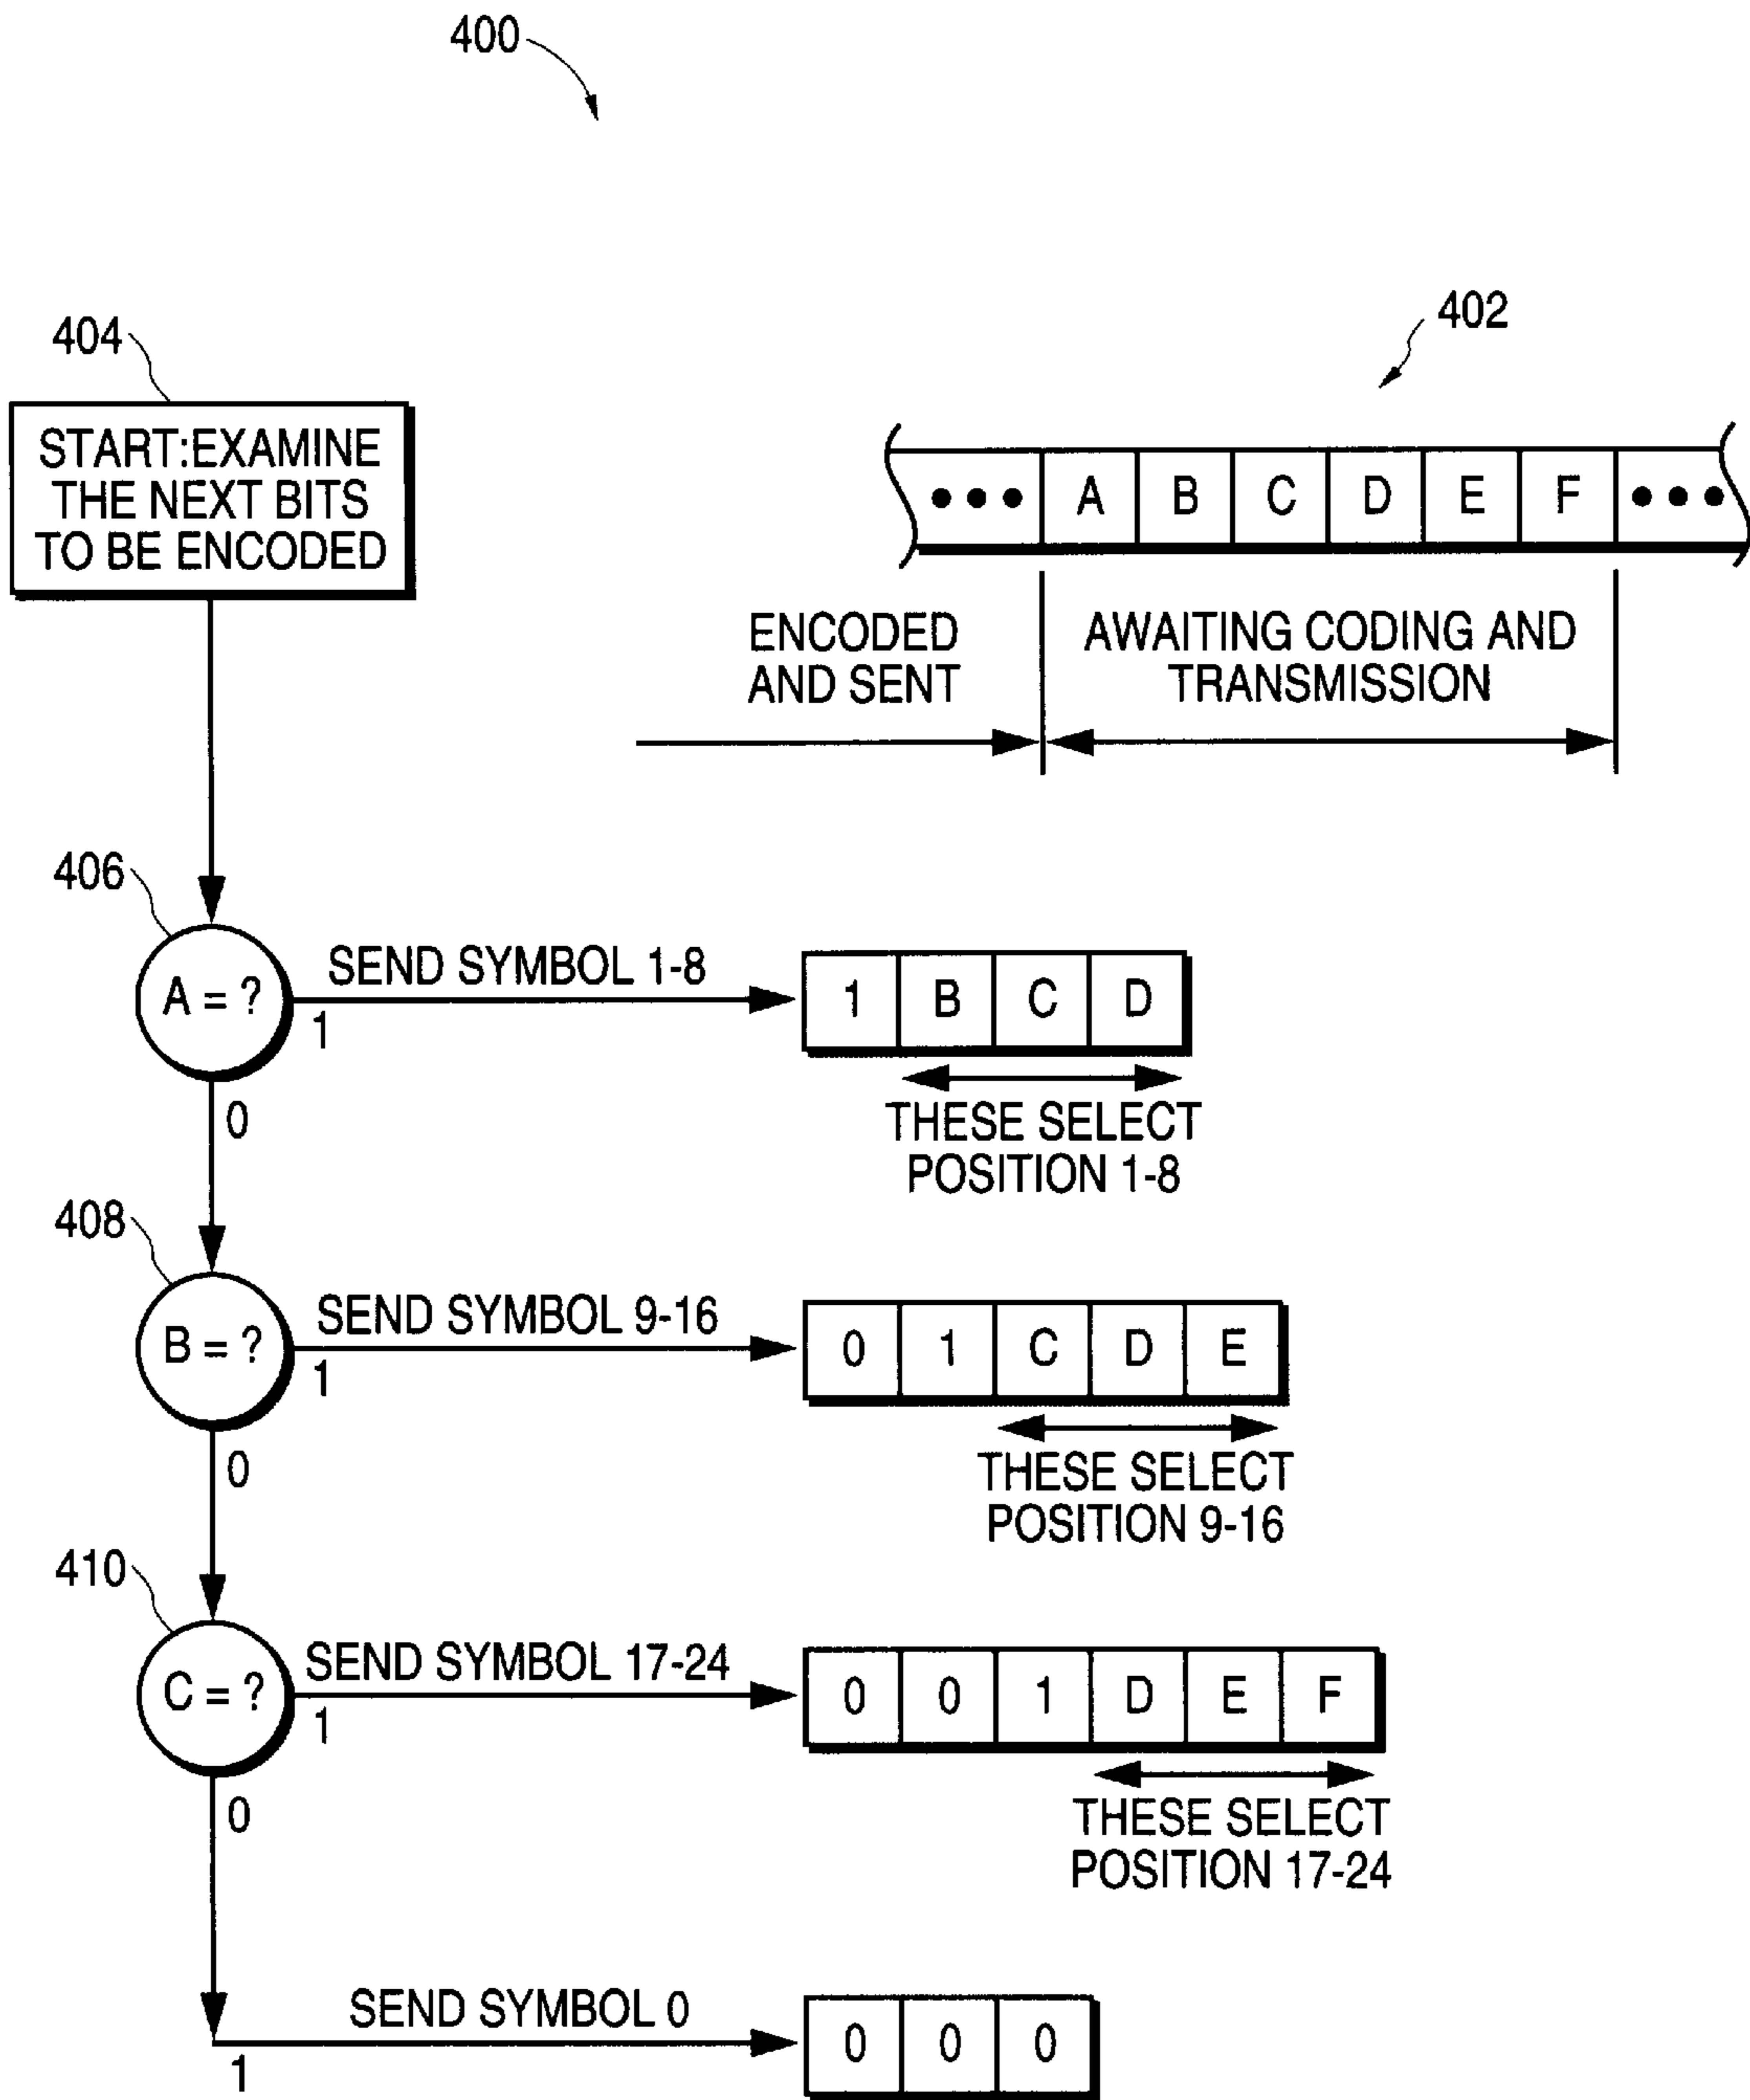 400
402
404
START:EXAMINE
THE NEXT BITS
TO BE ENCODED
••• A B C D E F •••
ENCODED
AND SENT
AWAITING CODING AND
TRANSMISSION
406
A = ?
SEND SYMBOL 1-8
1
1 B C D
THESE SELECT
POSITION 1-8
0
408
B = ?
SEND SYMBOL 9-16
1
0 1 C D E
THESE SELECT
POSITION 9-16
0
410
C = ?
SEND SYMBOL 17-24
1
0 0 1 D E F
THESE SELECT
POSITION 17-24
0
SEND SYMBOL 0
1
0 0 0